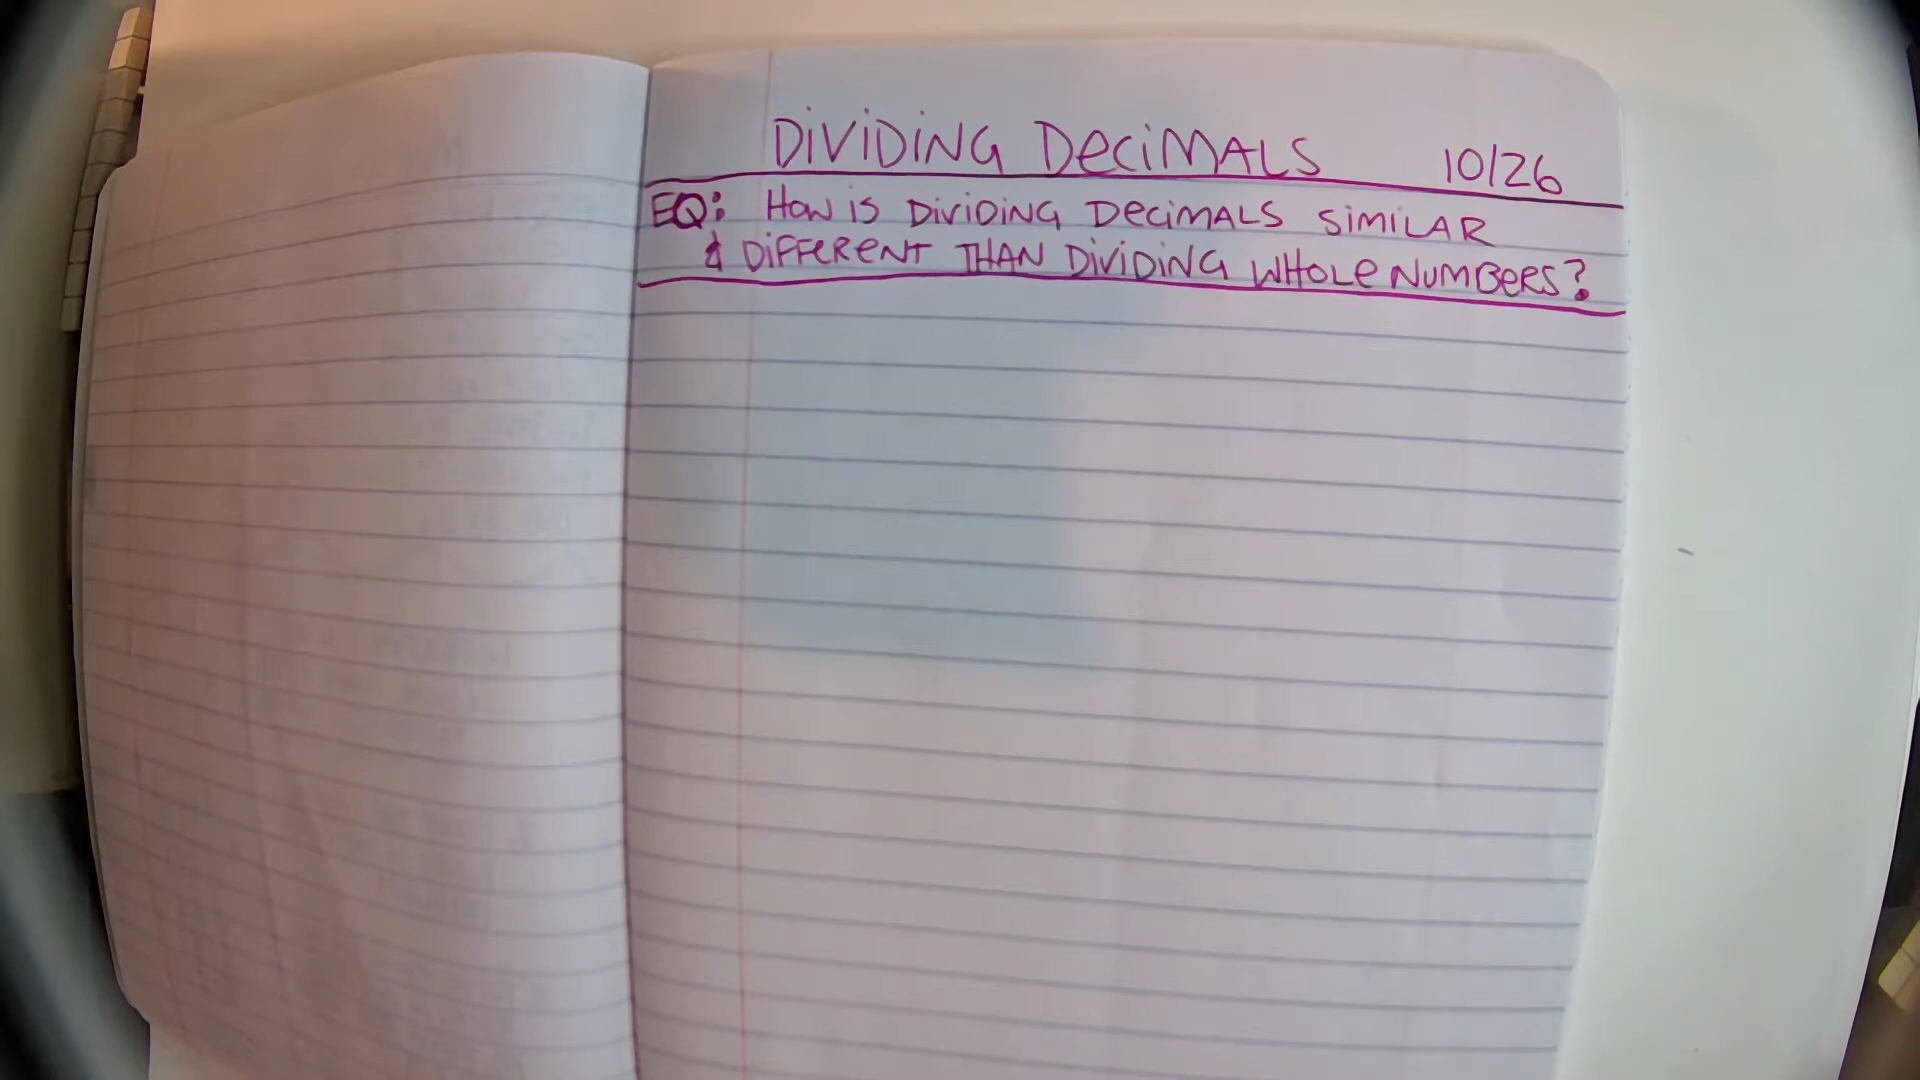 DiViDiNG DeCiMALS 10/26
EQ: How is DiViDiNG DeCiMALS SiMiLAR
& DiFFeReNT THAN DiViDiNG WHOLe NuMBeRS?